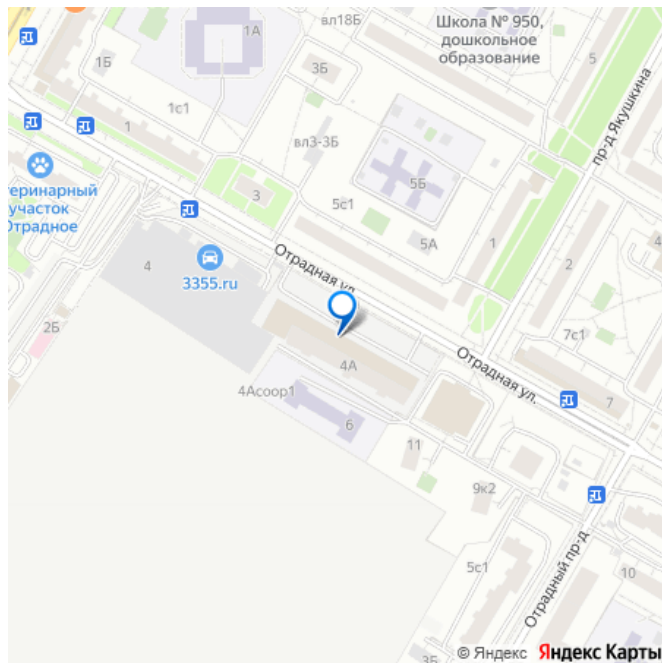 вл18Б
Школа № 950,
дошкольное
образование
1А
5
1Б
3Б
пр-д Якушкина
1с1
1
вл3-3Б
5Б
теринарный
участок
Отрадное
3
5с1
5А
1
4
2
4
3355.ru
Отрадная ул.
2Б
7с1
4А
Отрадная ул.
4Асоор1
7
6
11
9к2
5с1
Отрадный пр-д
10
3Б
© Яндекс Яндекс Карты